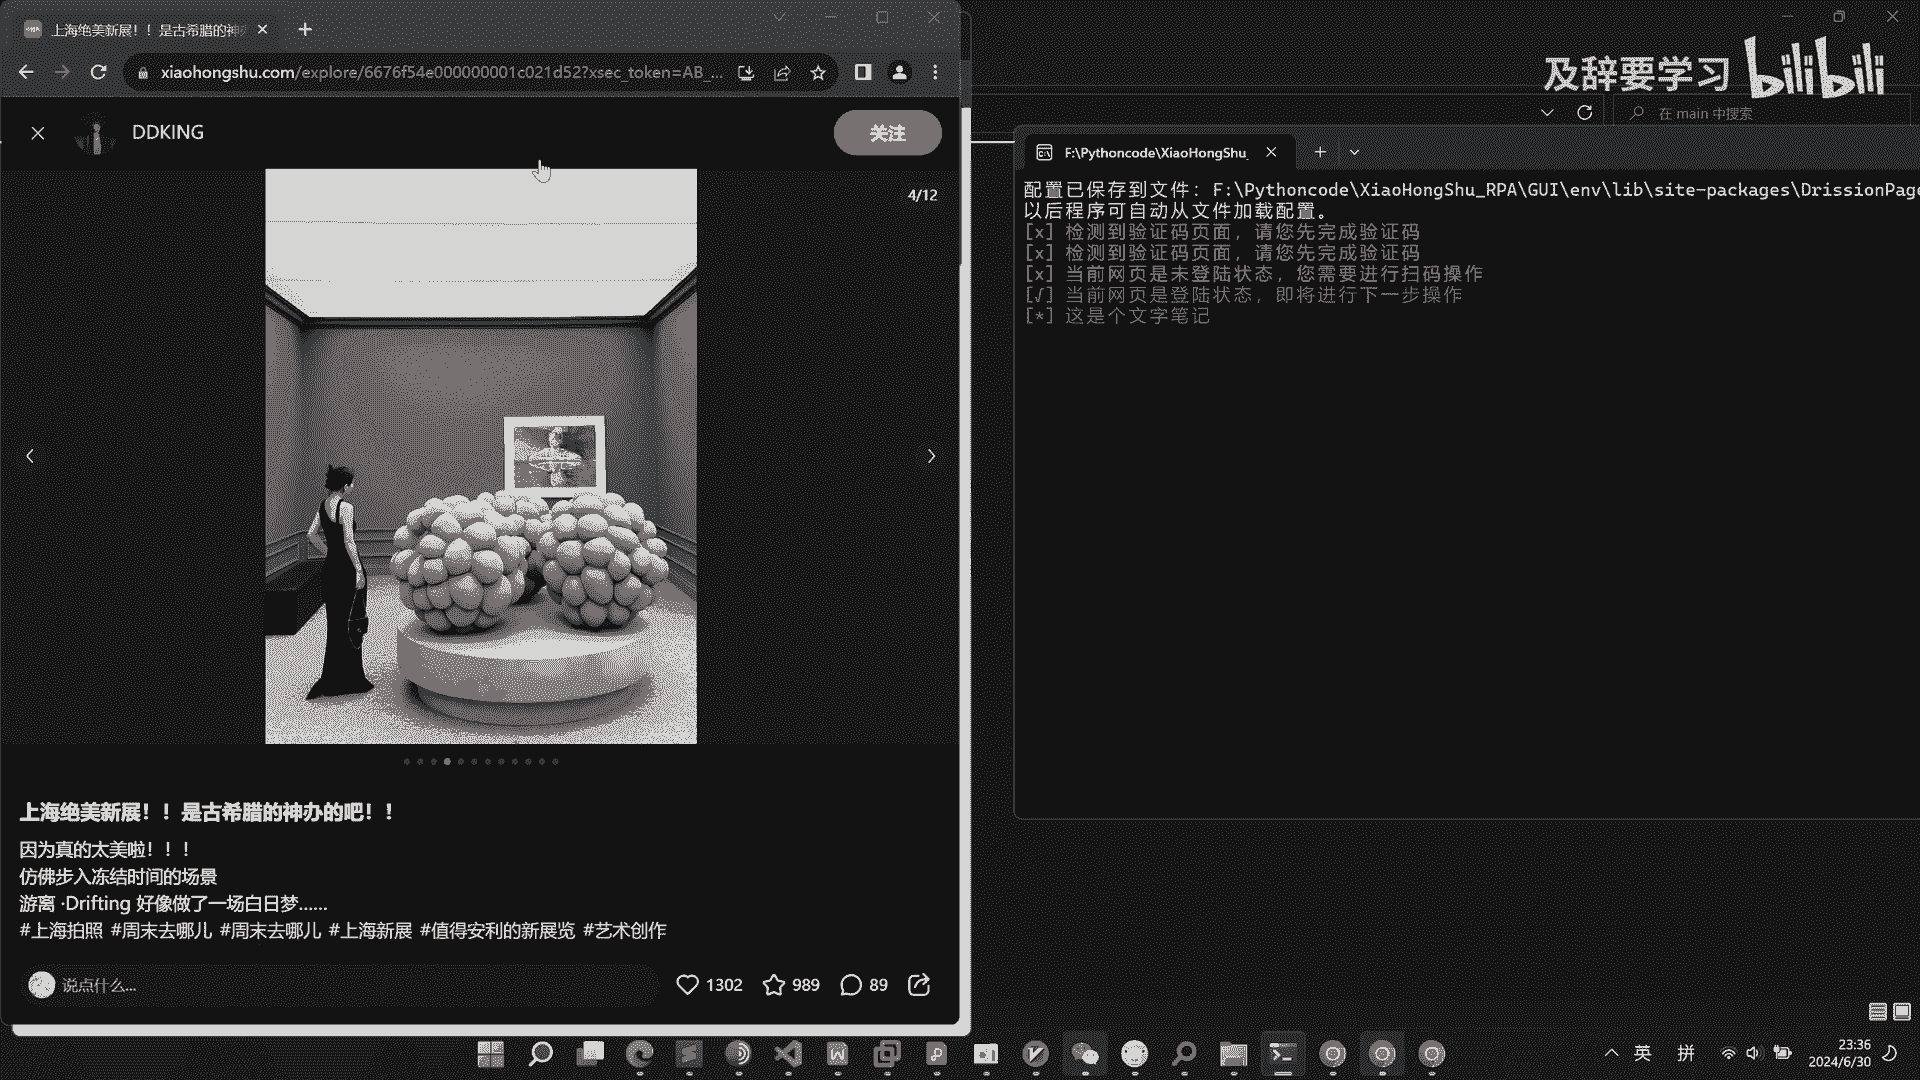 上海绝美新展！！是古希腊的神办
xiaohongshu.com/explore/6676f54e000000001c021d52?xsec_token=AB_...
DDKING
关注
4/12
上海绝美新展！！是古希腊的神办的吧！！
因为真的太美啦！！！
仿佛步入冻结时间的场景
游离 ·Drifting 好像做了一场白日梦......
#上海拍照 #周末去哪儿 #周末去哪儿 #上海新展 #值得安利的新展览 #艺术创作
说点什么...
1302
989
89
及辞要学习 bilibili
在 main 中搜索
F:\Pythoncode\XiaoHongShu_
配置已保存到文件：F:\Pythoncode\XiaoHongShu_RPA\GUI\env\lib\site-packages\DrissionPage
以后程序可自动从文件加载配置。
[x] 检测到验证码页面，请您先完成验证码
[x] 检测到验证码页面，请您先完成验证码
[x] 当前网页是未登陆状态，您需要进行扫码操作
[√] 当前网页是登陆状态，即将进行下一步操作
[*] 这是个文字笔记
英
拼
23:36
2024/6/30